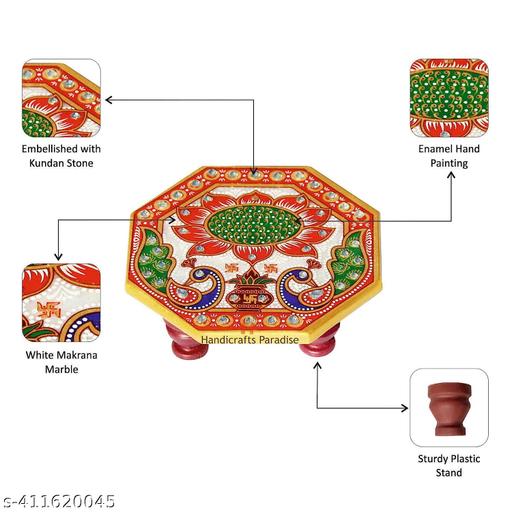 Embellished with
Kundan Stone
Enamel Hand
Painting
White Makrana
Marble
Handicrafts Paradise
Sturdy Plastic
Stand
s-411620045